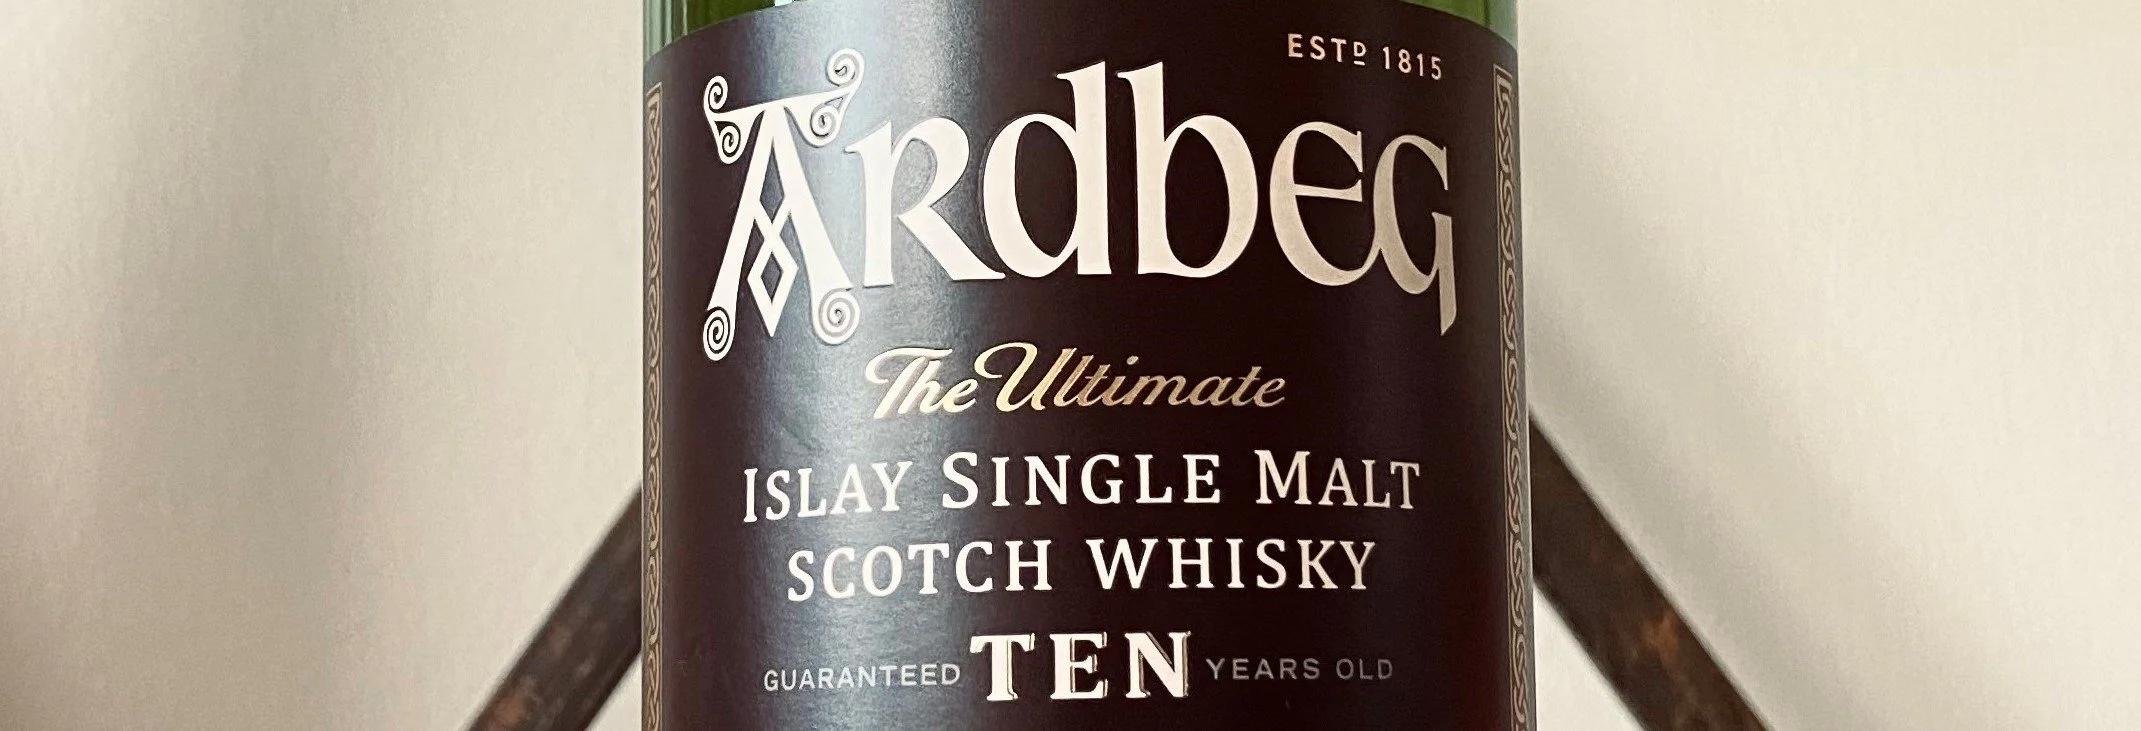 ESTD 1815
ARdbEG
The Ultimate
ISLAY SINGLE MALT
SCOTCH WHISKY
GUARANTEED TEN YEARS OLD